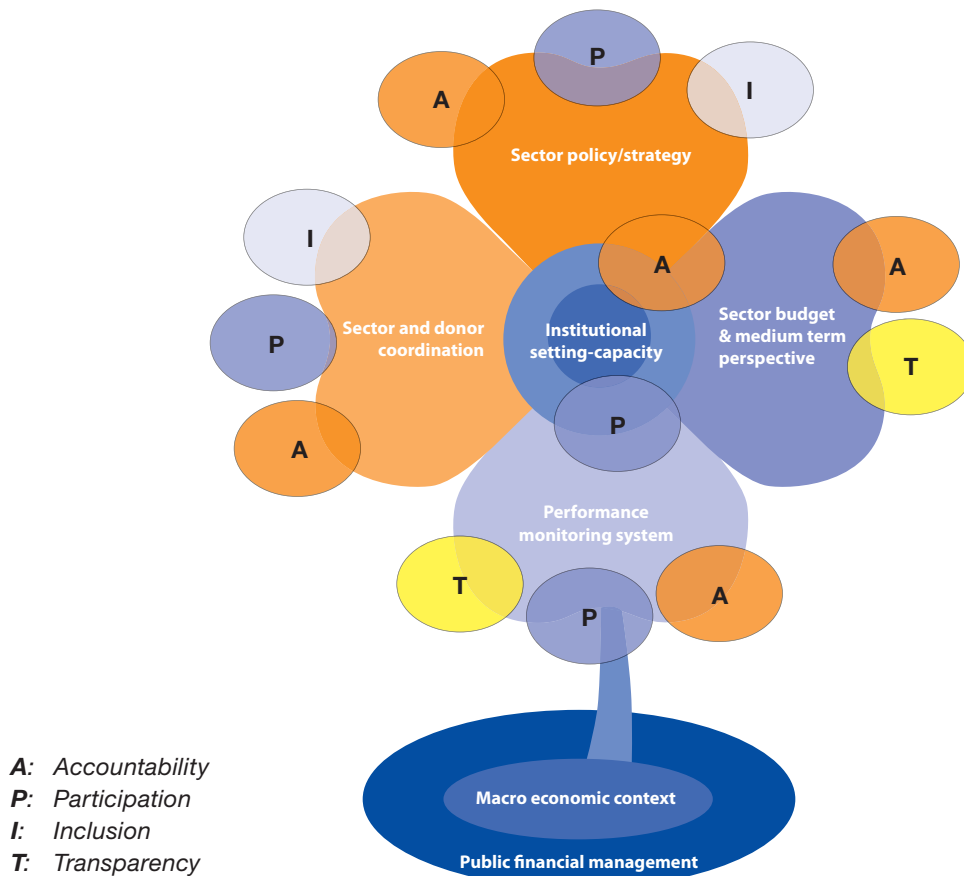 P
A
I
Sector policy/strategy
I
A
A
P
Sector and donor
coordination
Institutional
setting-capacity
Sector budget
& medium term
perspective
T
P
A
Performance
monitoring system
T
A
P
A: Accountability
P: Participation
I: Inclusion
T: Transparency
Macro economic context
Public financial management